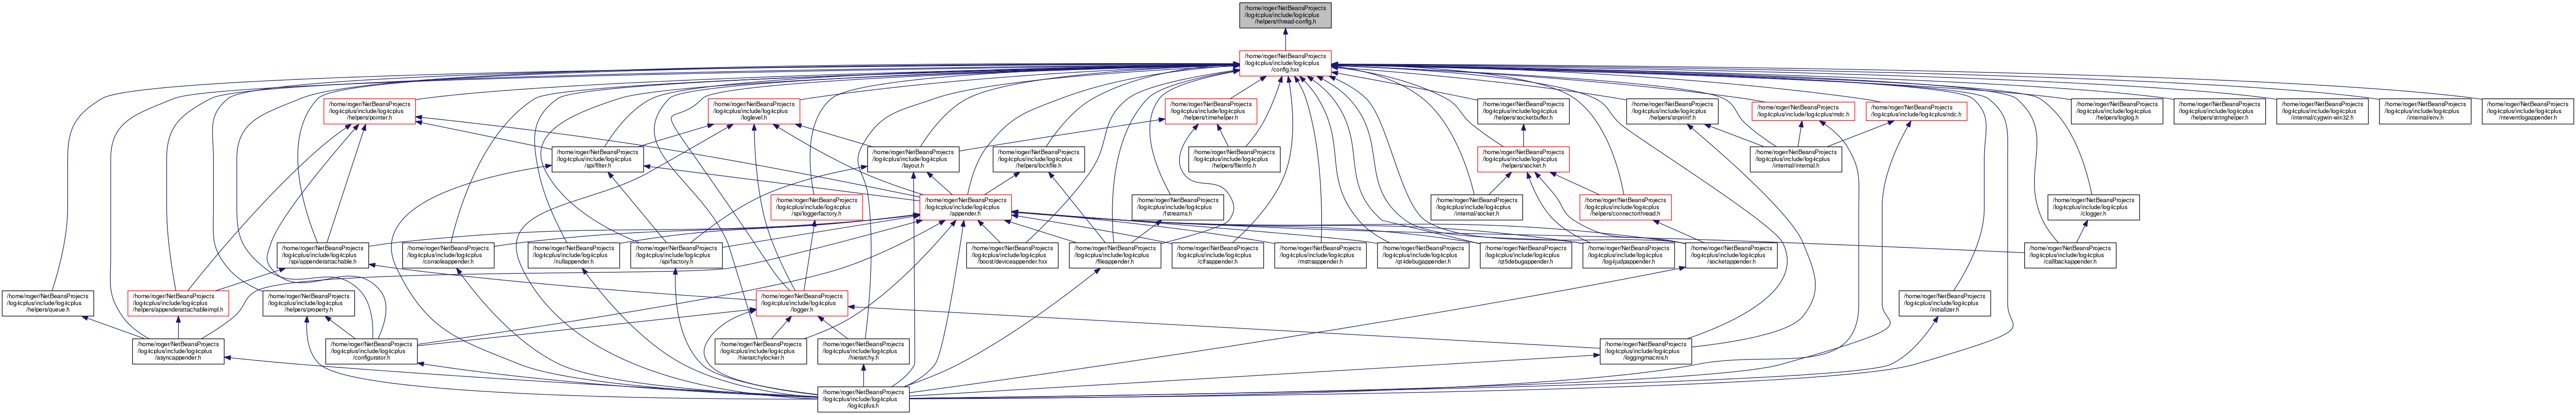 /home/roger/NetBeansProjects
/log4cplus/include/log4cplus
/helpers/thread-config.h
/home/roger/NetBeansProjects
/log4cplus/include/log4cplus
/config.hxx
/home/roger/NetBeansProjects
/log4cplus/include/log4cplus
/helpers/pointer.h
/home/roger/NetBeansProjects
/log4cplus/include/log4cplus
/loglevel.h
/home/roger/NetBeansProjects
/log4cplus/include/log4cplus
/helpers/timehelper.h
/home/roger/NetBeansProjects
/log4cplus/include/log4cplus
/helpers/socketbuffer.h
/home/roger/NetBeansProjects
/log4cplus/include/log4cplus
/helpers/snprintf.h
/home/roger/NetBeansProjects
/log4cplus/include/log4cplus/mdc.h
/home/roger/NetBeansProjects
/log4cplus/include/log4cplus/ndc.h
/home/roger/NetBeansProjects
/log4cplus/include/log4cplus
/helpers/loglog.h
/home/roger/NetBeansProjects
/log4cplus/include/log4cplus
/helpers/stringhelper.h
/home/roger/NetBeansProjects
/log4cplus/include/log4cplus
/internal/cygwin-win32.h
/home/roger/NetBeansProjects
/log4cplus/include/log4cplus
/internal/env.h
/home/roger/NetBeansProjects
/log4cplus/include/log4cplus
/nteventlogappender.h
/home/roger/NetBeansProjects
/log4cplus/include/log4cplus
/spi/filter.h
/home/roger/NetBeansProjects
/log4cplus/include/log4cplus
/layout.h
/home/roger/NetBeansProjects
/log4cplus/include/log4cplus
/helpers/lockfile.h
/home/roger/NetBeansProjects
/log4cplus/include/log4cplus
/helpers/fileinfo.h
/home/roger/NetBeansProjects
/log4cplus/include/log4cplus
/helpers/socket.h
/home/roger/NetBeansProjects
/log4cplus/include/log4cplus
/internal/internal.h
/home/roger/NetBeansProjects
/log4cplus/include/log4cplus
/spi/loggerfactory.h
/home/roger/NetBeansProjects
/log4cplus/include/log4cplus
/appender.h
/home/roger/NetBeansProjects
/log4cplus/include/log4cplus
/fstreams.h
/home/roger/NetBeansProjects
/log4cplus/include/log4cplus
/internal/socket.h
/home/roger/NetBeansProjects
/log4cplus/include/log4cplus
/helpers/connectorthread.h
/home/roger/NetBeansProjects
/log4cplus/include/log4cplus
/clogger.h
/home/roger/NetBeansProjects
/log4cplus/include/log4cplus
/spi/appenderattachable.h
/home/roger/NetBeansProjects
/log4cplus/include/log4cplus
/consoleappender.h
/home/roger/NetBeansProjects
/log4cplus/include/log4cplus
/nullappender.h
/home/roger/NetBeansProjects
/log4cplus/include/log4cplus
/spi/factory.h
/home/roger/NetBeansProjects
/log4cplus/include/log4cplus
/boost/deviceappender.hxx
/home/roger/NetBeansProjects
/log4cplus/include/log4cplus
/fileappender.h
/home/roger/NetBeansProjects
/log4cplus/include/log4cplus
/clfsappender.h
/home/roger/NetBeansProjects
/log4cplus/include/log4cplus
/msttsappender.h
/home/roger/NetBeansProjects
/log4cplus/include/log4cplus
/qt4debugappender.h
/home/roger/NetBeansProjects
/log4cplus/include/log4cplus
/qt5debugappender.h
/home/roger/NetBeansProjects
/log4cplus/include/log4cplus
/log4judpappender.h
/home/roger/NetBeansProjects
/log4cplus/include/log4cplus
/socketappender.h
/home/roger/NetBeansProjects
/log4cplus/include/log4cplus
/callbackappender.h
/home/roger/NetBeansProjects
/log4cplus/include/log4cplus
/helpers/queue.h
/home/roger/NetBeansProjects
/log4cplus/include/log4cplus
/helpers/appenderattachableimpl.h
/home/roger/NetBeansProjects
/log4cplus/include/log4cplus
/helpers/property.h
/home/roger/NetBeansProjects
/log4cplus/include/log4cplus
/logger.h
/home/roger/NetBeansProjects
/log4cplus/include/log4cplus
/initializer.h
/home/roger/NetBeansProjects
/log4cplus/include/log4cplus
/asyncappender.h
/home/roger/NetBeansProjects
/log4cplus/include/log4cplus
/configurator.h
/home/roger/NetBeansProjects
/log4cplus/include/log4cplus
/hierarchylocker.h
/home/roger/NetBeansProjects
/log4cplus/include/log4cplus
/hierarchy.h
/home/roger/NetBeansProjects
/log4cplus/include/log4cplus
/loggingmacros.h
/home/roger/NetBeansProjects
/log4cplus/include/log4cplus
/log4cplus.h